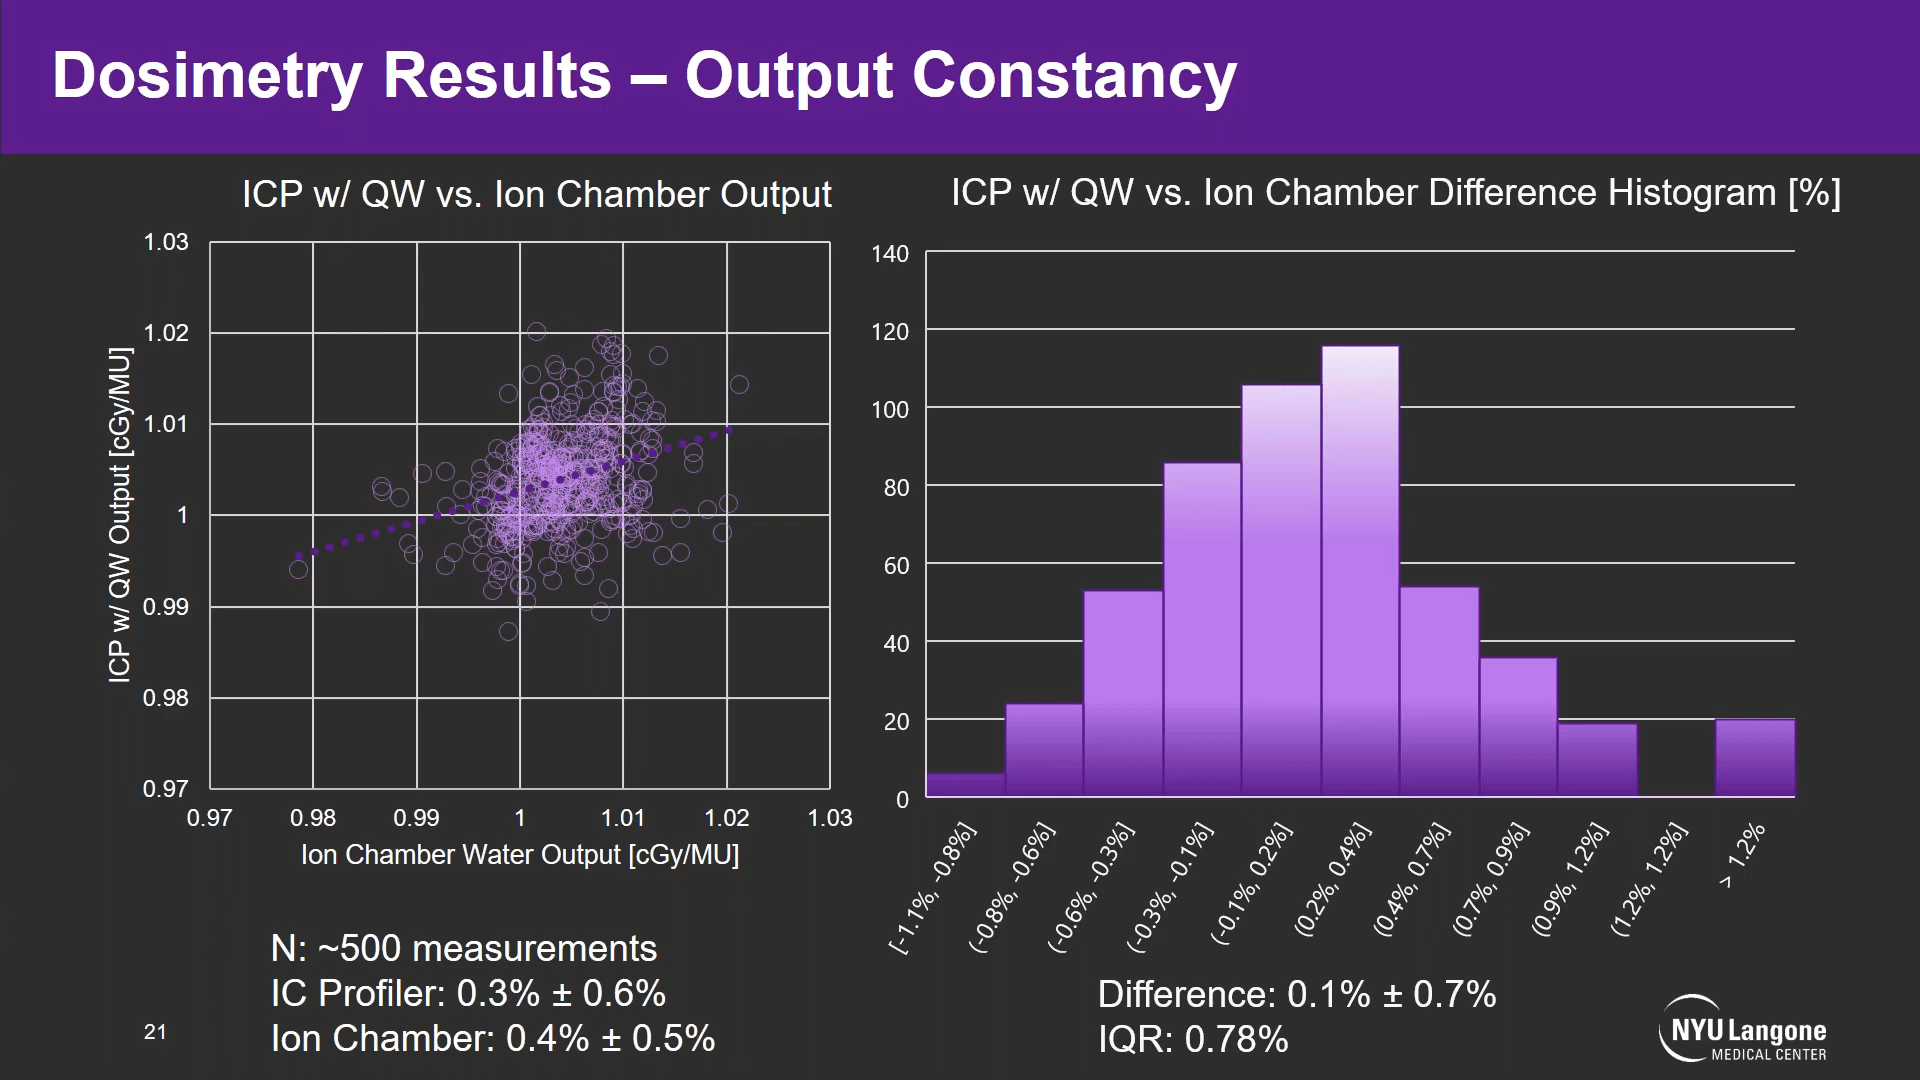 Dosimetry Results – Output Constancy
ICP w/ QW vs. Ion Chamber Output
1.03
1.02
1.01
1
0.99
0.98
0.97
ICP w/ QW Output [cGy/MU]
0.97 0.98 0.99 1 1.01 1.02 1.03
Ion Chamber Water Output [cGy/MU]
ICP w/ QW vs. Ion Chamber Difference Histogram [%]
140
120
100
80
60
40
20
0
[-1.1%, -0.8%]
(-0.8%, -0.6%]
(-0.6%, -0.3%]
(-0.3%, -0.1%]
(-0.1%, 0.2%]
(0.2%, 0.4%]
(0.4%, 0.7%]
(0.7%, 0.9%]
(0.9%, 1.2%]
(1.2%, 1.2%]
> 1.2%
N: ~500 measurements
IC Profiler: 0.3% ± 0.6%
Ion Chamber: 0.4% ± 0.5%
Difference: 0.1% ± 0.7%
IQR: 0.78%
21
NYU Langone
MEDICAL CENTER